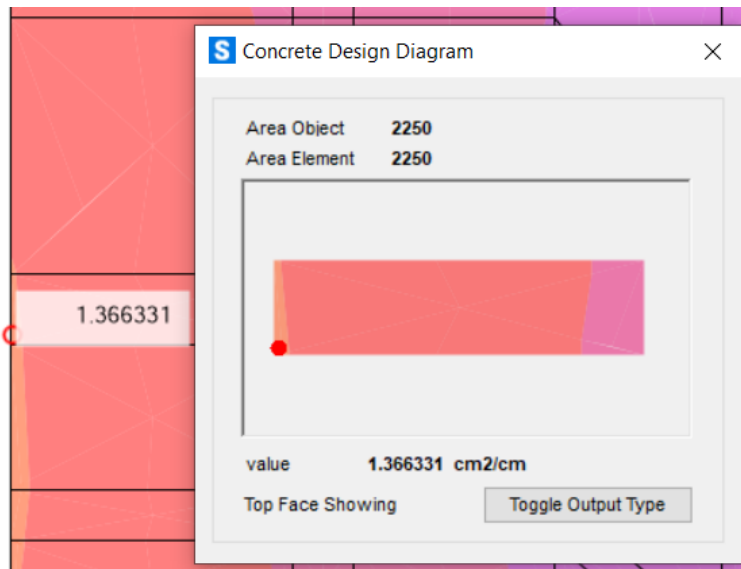 S Concrete Design Diagram
Area Object 2250
Area Element 2250
1.366331
value 1.366331 cm2/cm
Top Face Showing Toggle Output Type